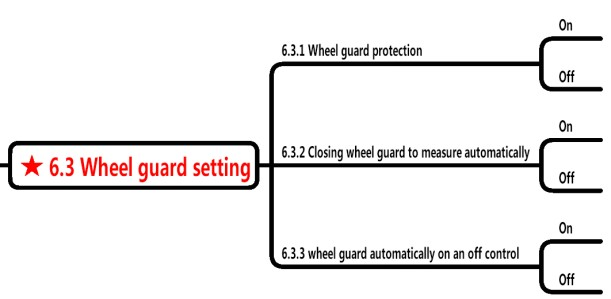 On
6.3.1 Wheel guard protection
Off
On
6.3.2 Closing wheel guard to measure automatically
★ 6.3 Wheel guard setting
Off
On
6.3.3 wheel guard automatically on an off control
Off